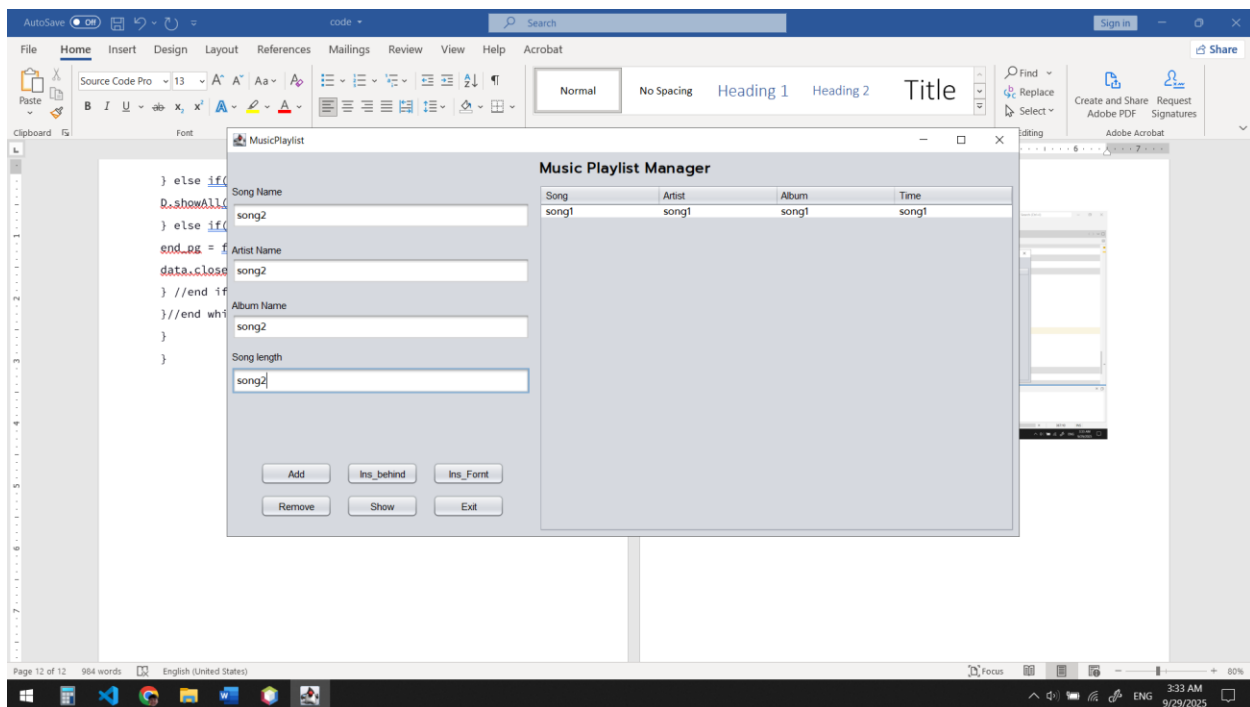 AutoSave Off code Search Sign in
File Home Insert Design Layout References Mailings Review View Help Acrobat Share
Paste
Clipboard
Source Code Pro 13
Font
Normal
No Spacing
Heading 1
Heading 2
Title
Find
Replace
Select
Editing
Create and Share Adobe PDF
Request Signatures
Adobe Acrobat
6 7
} else if(
D.showAll(
} else if(
end_pg = f
data.close
} //end if
}//end whi
}
}
MusicPlaylist
Music Playlist Manager
Song Name
song2
Artist Name
song2
Album Name
song2
Song length
song2
Add Ins_behind Ins_Fornt
Remove Show Exit
Song Artist Album Time
song1 song1 song1 song1
Page 12 of 12 984 words English (United States) Focus 80%
ENG 3:33 AM
9/29/2025